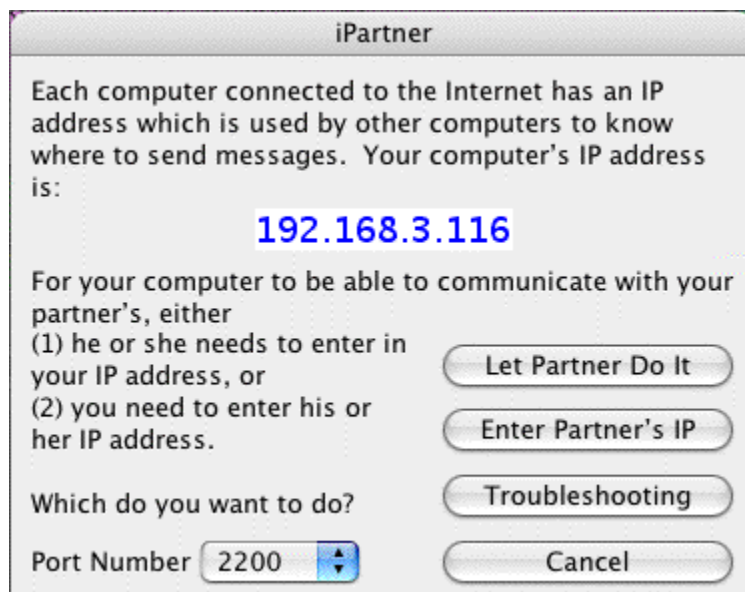 iPartner
Each computer connected to the Internet has an IP
address which is used by other computers to know
where to send messages.  Your computer's IP address
is:
192.168.3.116
For your computer to be able to communicate with your
partner's, either
(1) he or she needs to enter in
your IP address, or
(2) you need to enter his or
her IP address.
Let Partner Do It
Enter Partner's IP
Troubleshooting
Which do you want to do?
Port Number 2200
Cancel